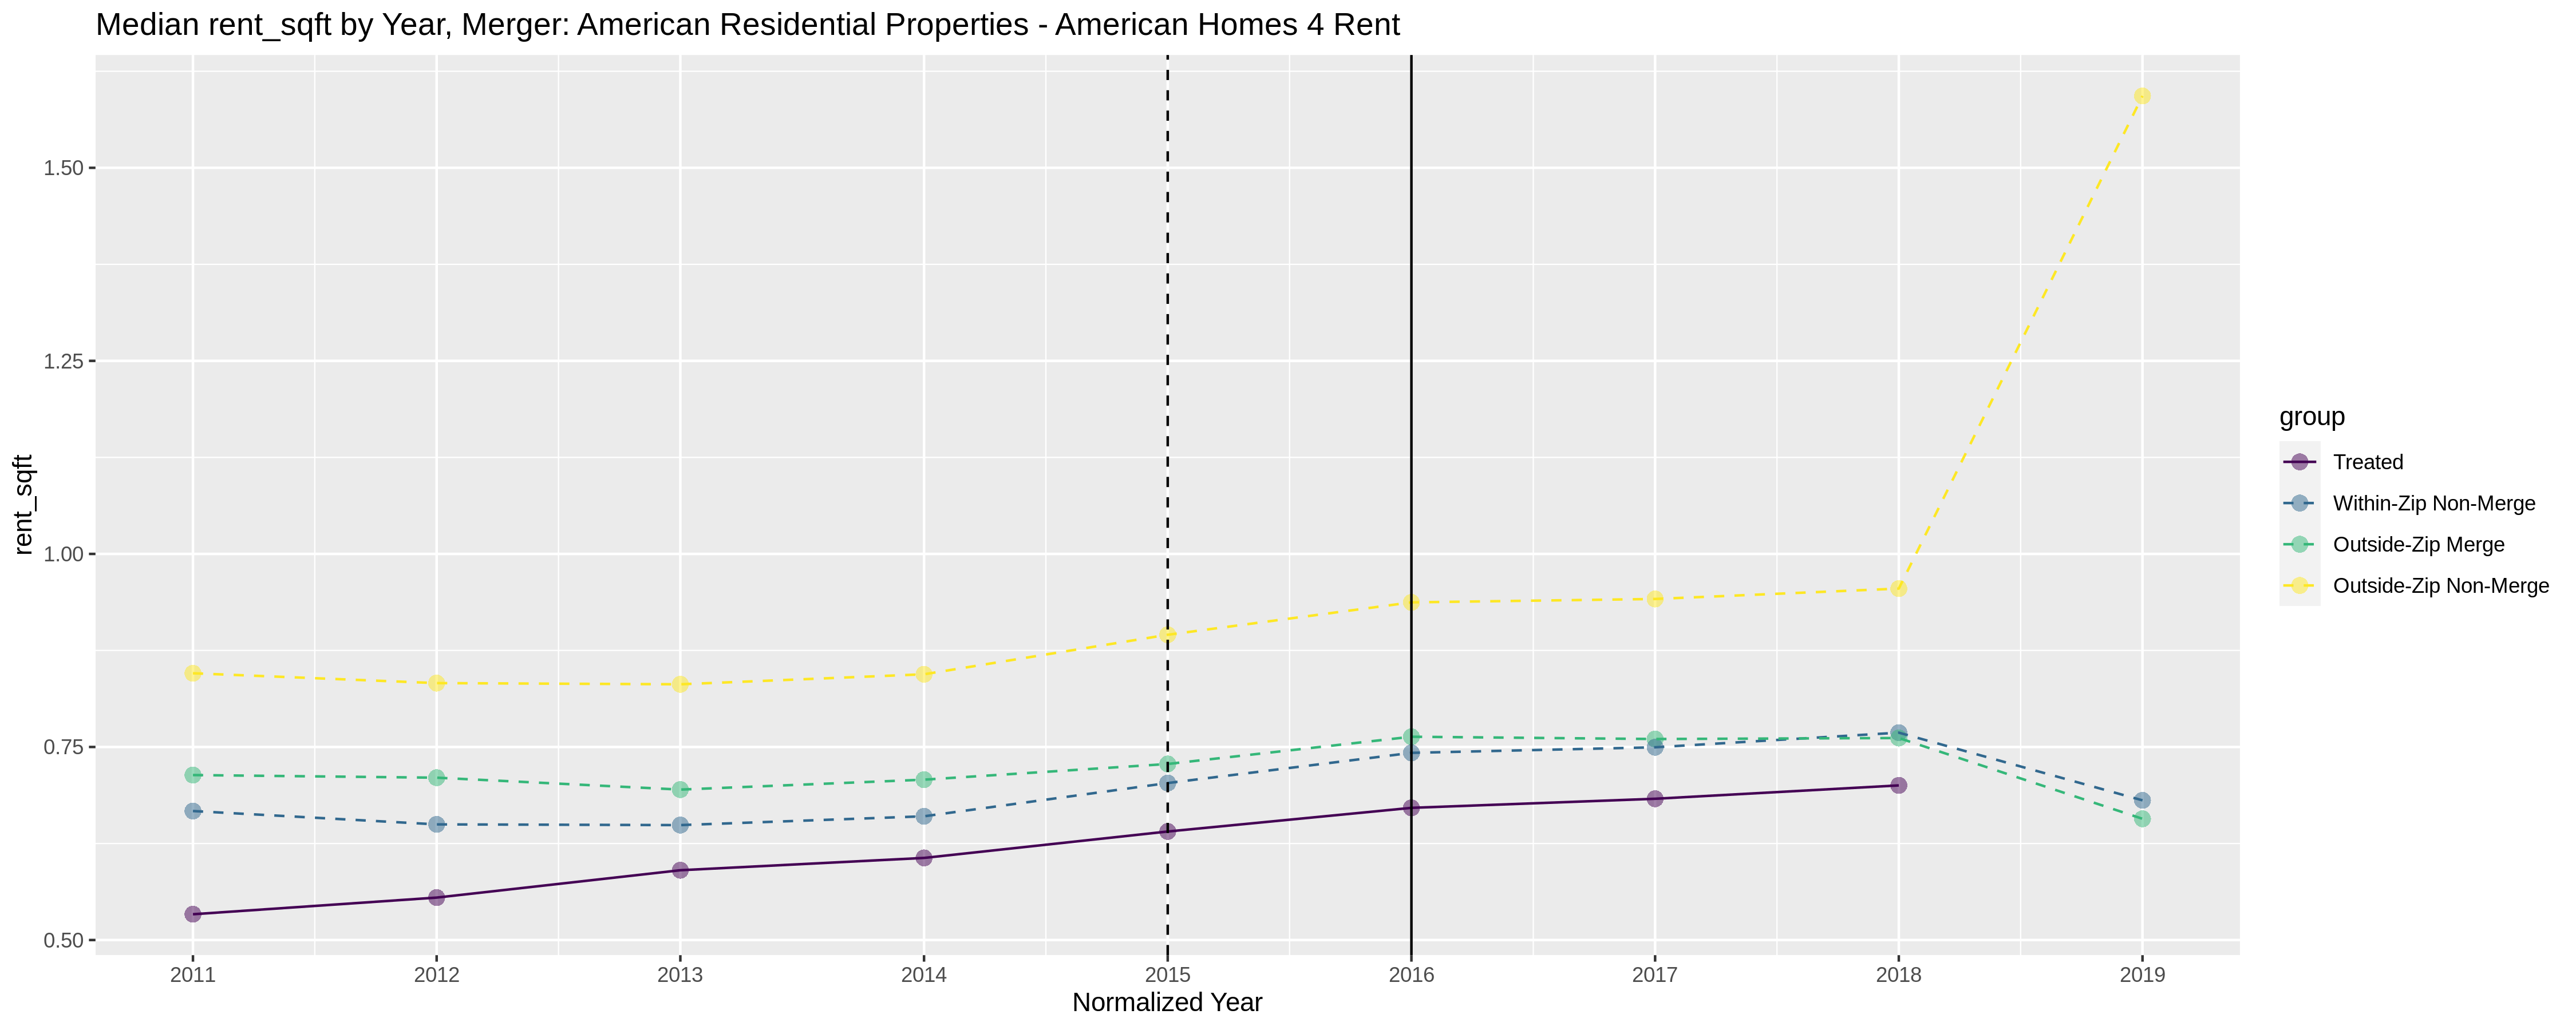 Median rent_sqft by Year, Merger: American Residential Properties - American Homes 4 Rent
rent_sqft
1.50
1.25
1.00
0.75
0.50
2011 2012 2013 2014 2015 2016 2017 2018 2019
Normalized Year
group
Treated
Within-Zip Non-Merge
Outside-Zip Merge
Outside-Zip Non-Merge